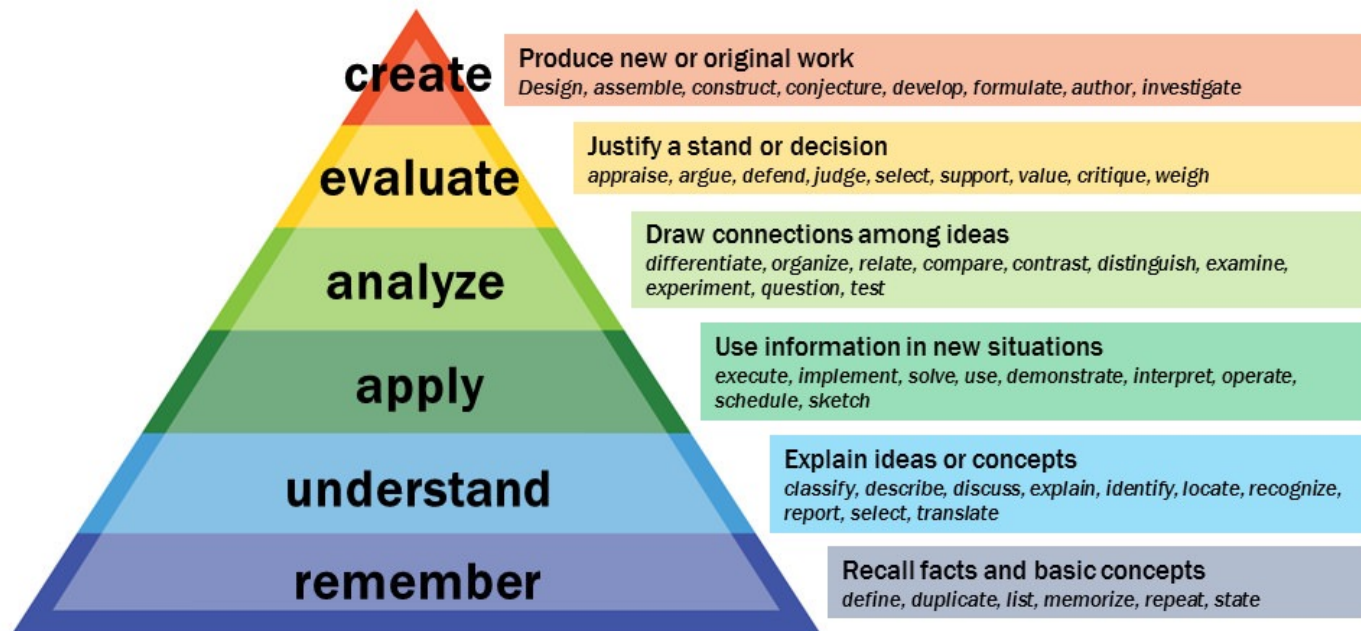 create
Produce new or original work
Design, assemble, construct, conjecture, develop, formulate, author, investigate
evaluate
Justify a stand or decision
appraise, argue, defend, judge, select, support, value, critique, weigh
analyze
Draw connections among ideas
differentiate, organize, relate, compare, contrast, distinguish, examine,
experiment, question, test
apply
Use information in new situations
execute, implement, solve, use, demonstrate, interpret, operate,
schedule, sketch
understand
Explain ideas or concepts
classify, describe, discuss, explain, identify, locate, recognize,
report, select, translate
remember
Recall facts and basic concepts
define, duplicate, list, memorize, repeat, state